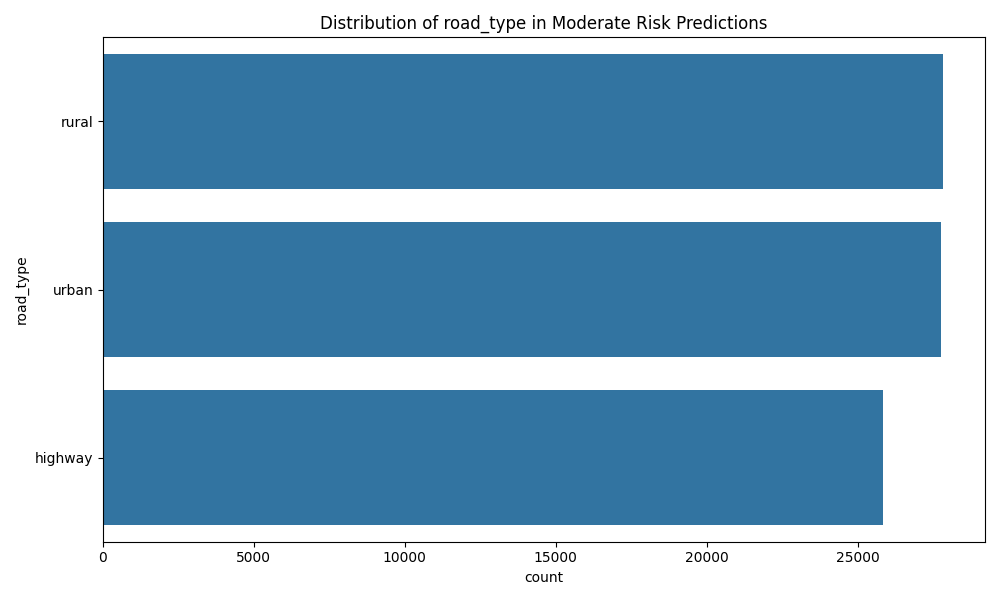 Distribution of road_type in Moderate Risk Predictions
road_type
rural
urban
highway
0 5000 10000 15000 20000 25000
count